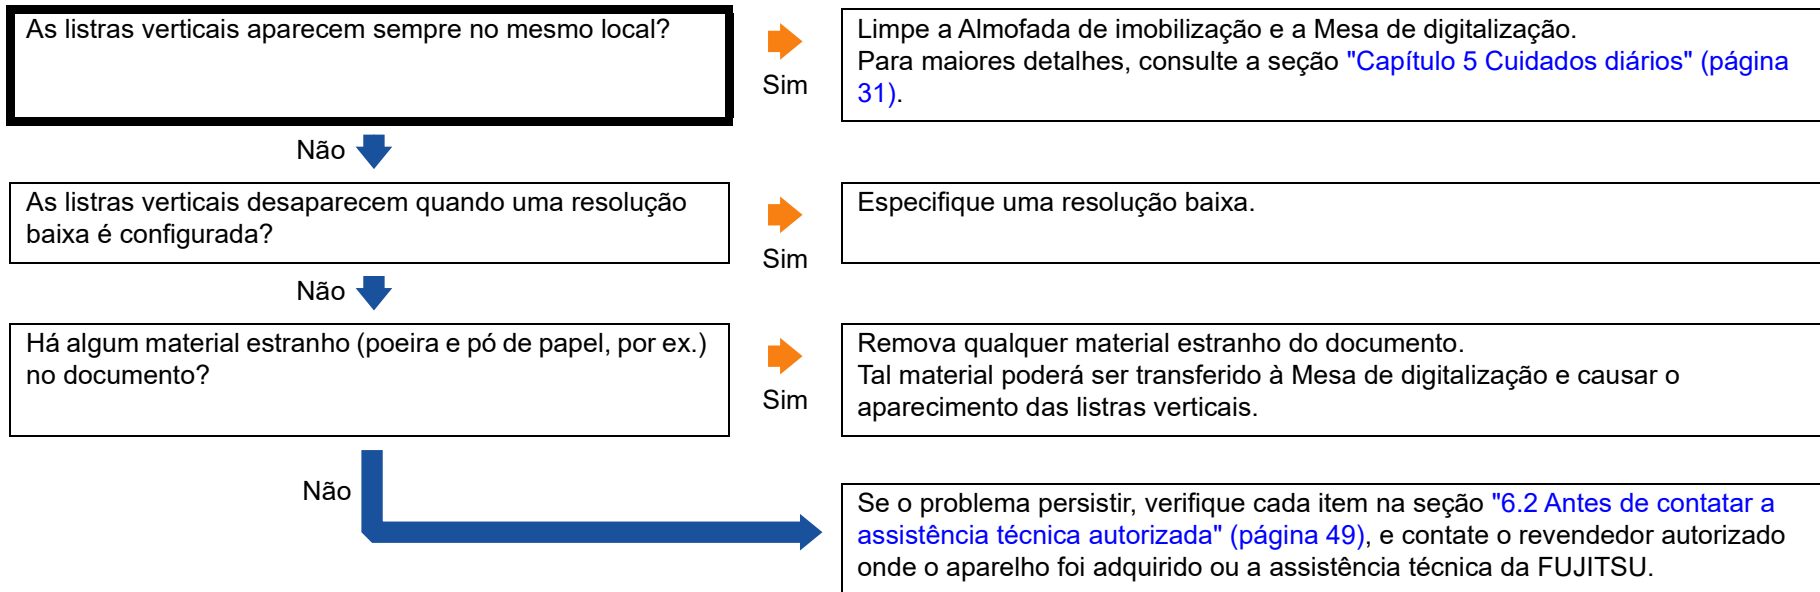 As listras verticais aparecem sempre no mesmo local?
Sim
Limpe a Almofada de imobilização e a Mesa de digitalização.
Para maiores detalhes, consulte a seção "Capítulo 5 Cuidados diários" (página
31).
Não
As listras verticais desaparecem quando uma resolução
baixa é configurada?
Sim
Especifique uma resolução baixa.
Não
Há algum material estranho (poeira e pó de papel, por ex.)
no documento?
Sim
Remova qualquer material estranho do documento.
Tal material poderá ser transferido à Mesa de digitalização e causar o
aparecimento das listras verticais.
Não
Se o problema persistir, verifique cada item na seção "6.2 Antes de contatar a
assistência técnica autorizada" (página 49), e contate o revendedor autorizado
onde o aparelho foi adquirido ou a assistência técnica da FUJITSU.